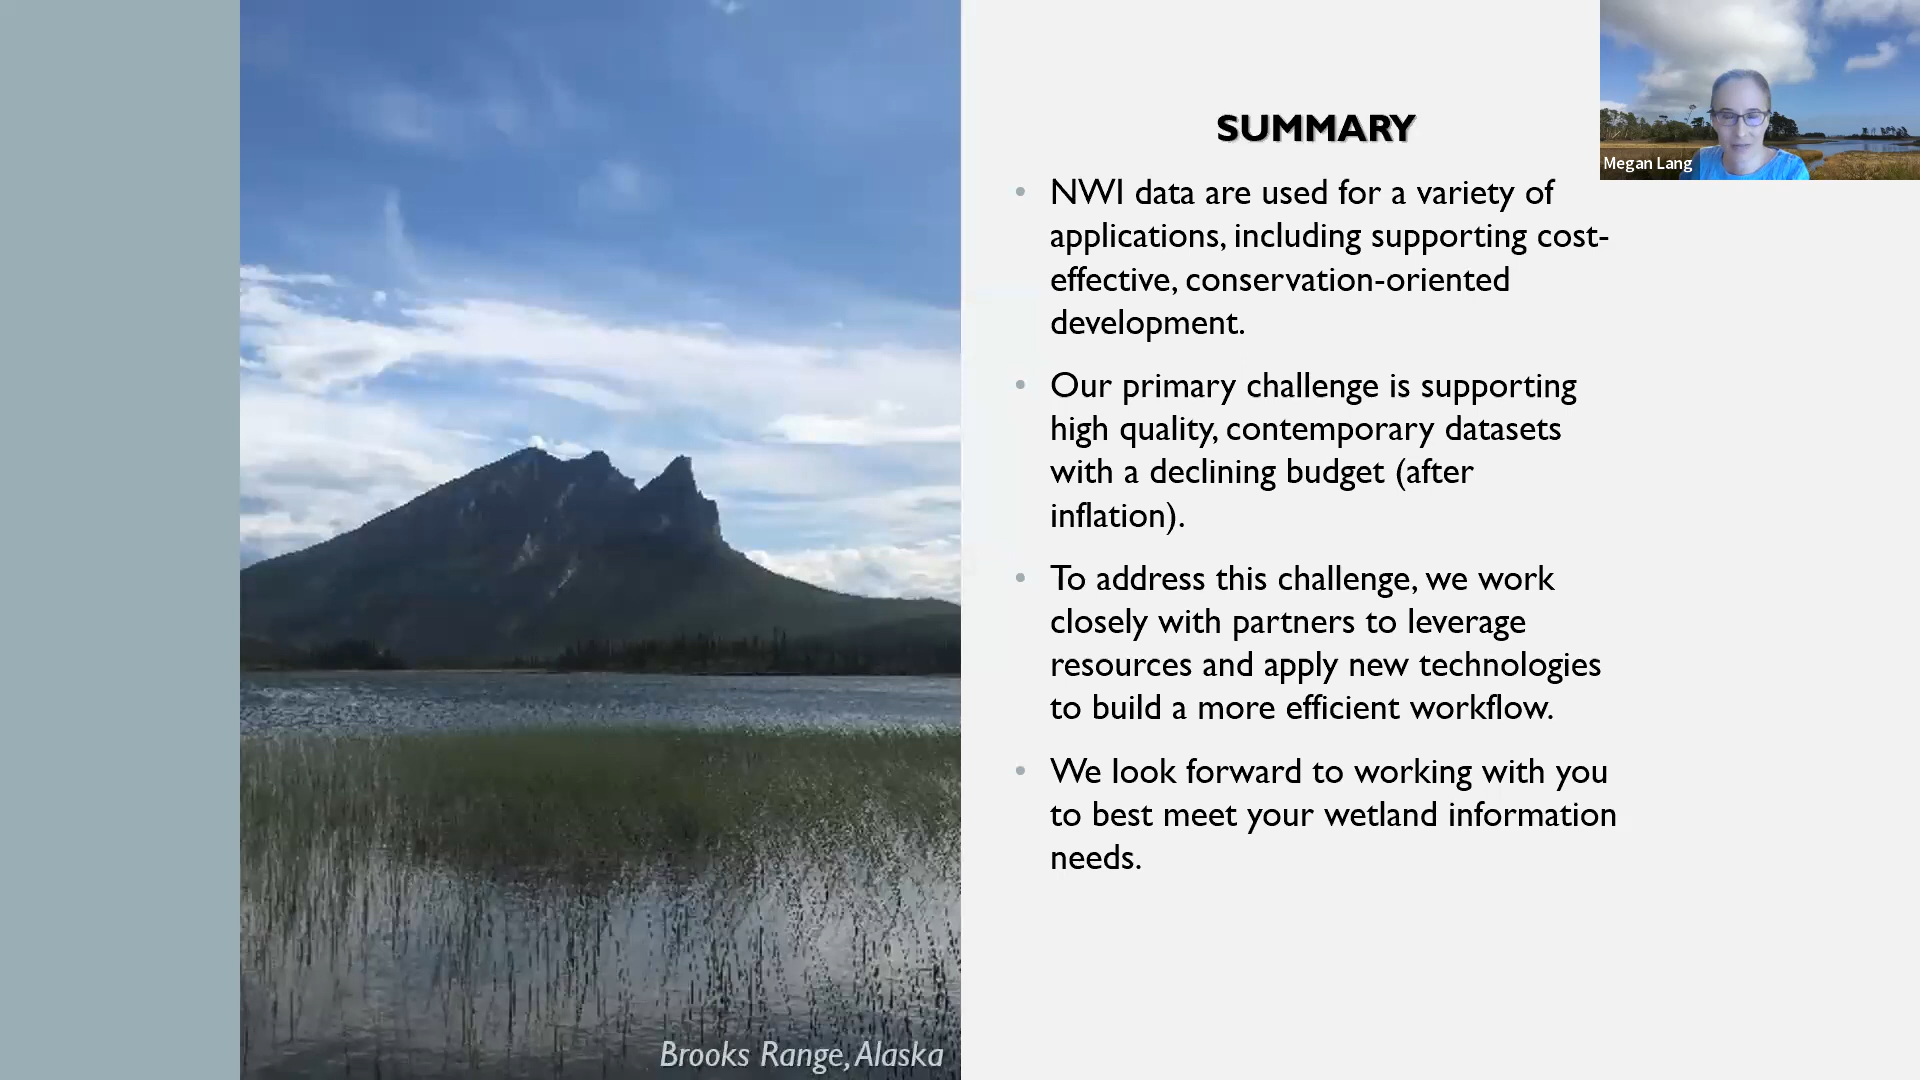 SUMMARY
Megan Lang
• NWI data are used for a variety of
applications, including supporting cost-
effective, conservation-oriented
development.
• Our primary challenge is supporting
high quality, contemporary datasets
with a declining budget (after
inflation).
• To address this challenge, we work
closely with partners to leverage
resources and apply new technologies
to build a more efficient workflow.
• We look forward to working with you
to best meet your wetland information
needs.
Brooks Range, Alaska